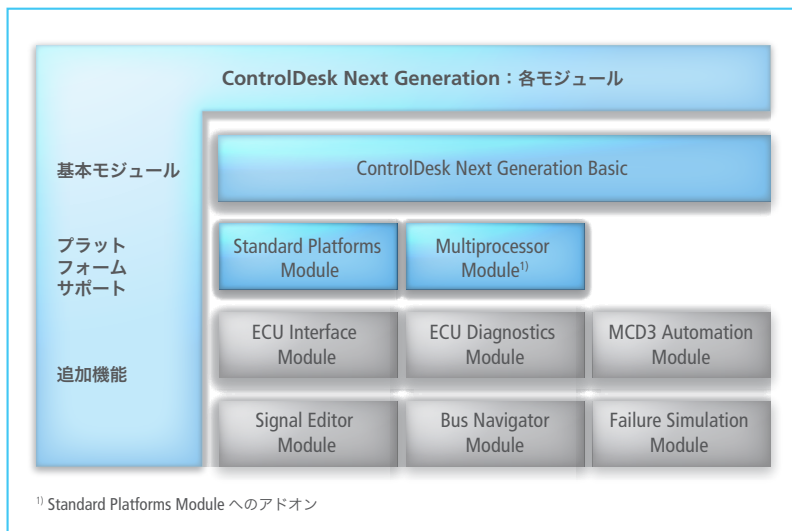 ControlDesk Next Generation：各モジュール
基本モジュール
ControlDesk Next Generation Basic
プラット
フォーム
サポート
Standard Platforms
Module
Multiprocessor
Module1)
追加機能
ECU Interface
Module
ECU Diagnostics
Module
MCD3 Automation
Module
Signal Editor
Module
Bus Navigator
Module
Failure Simulation
Module
1) Standard Platforms Module へのアドオン